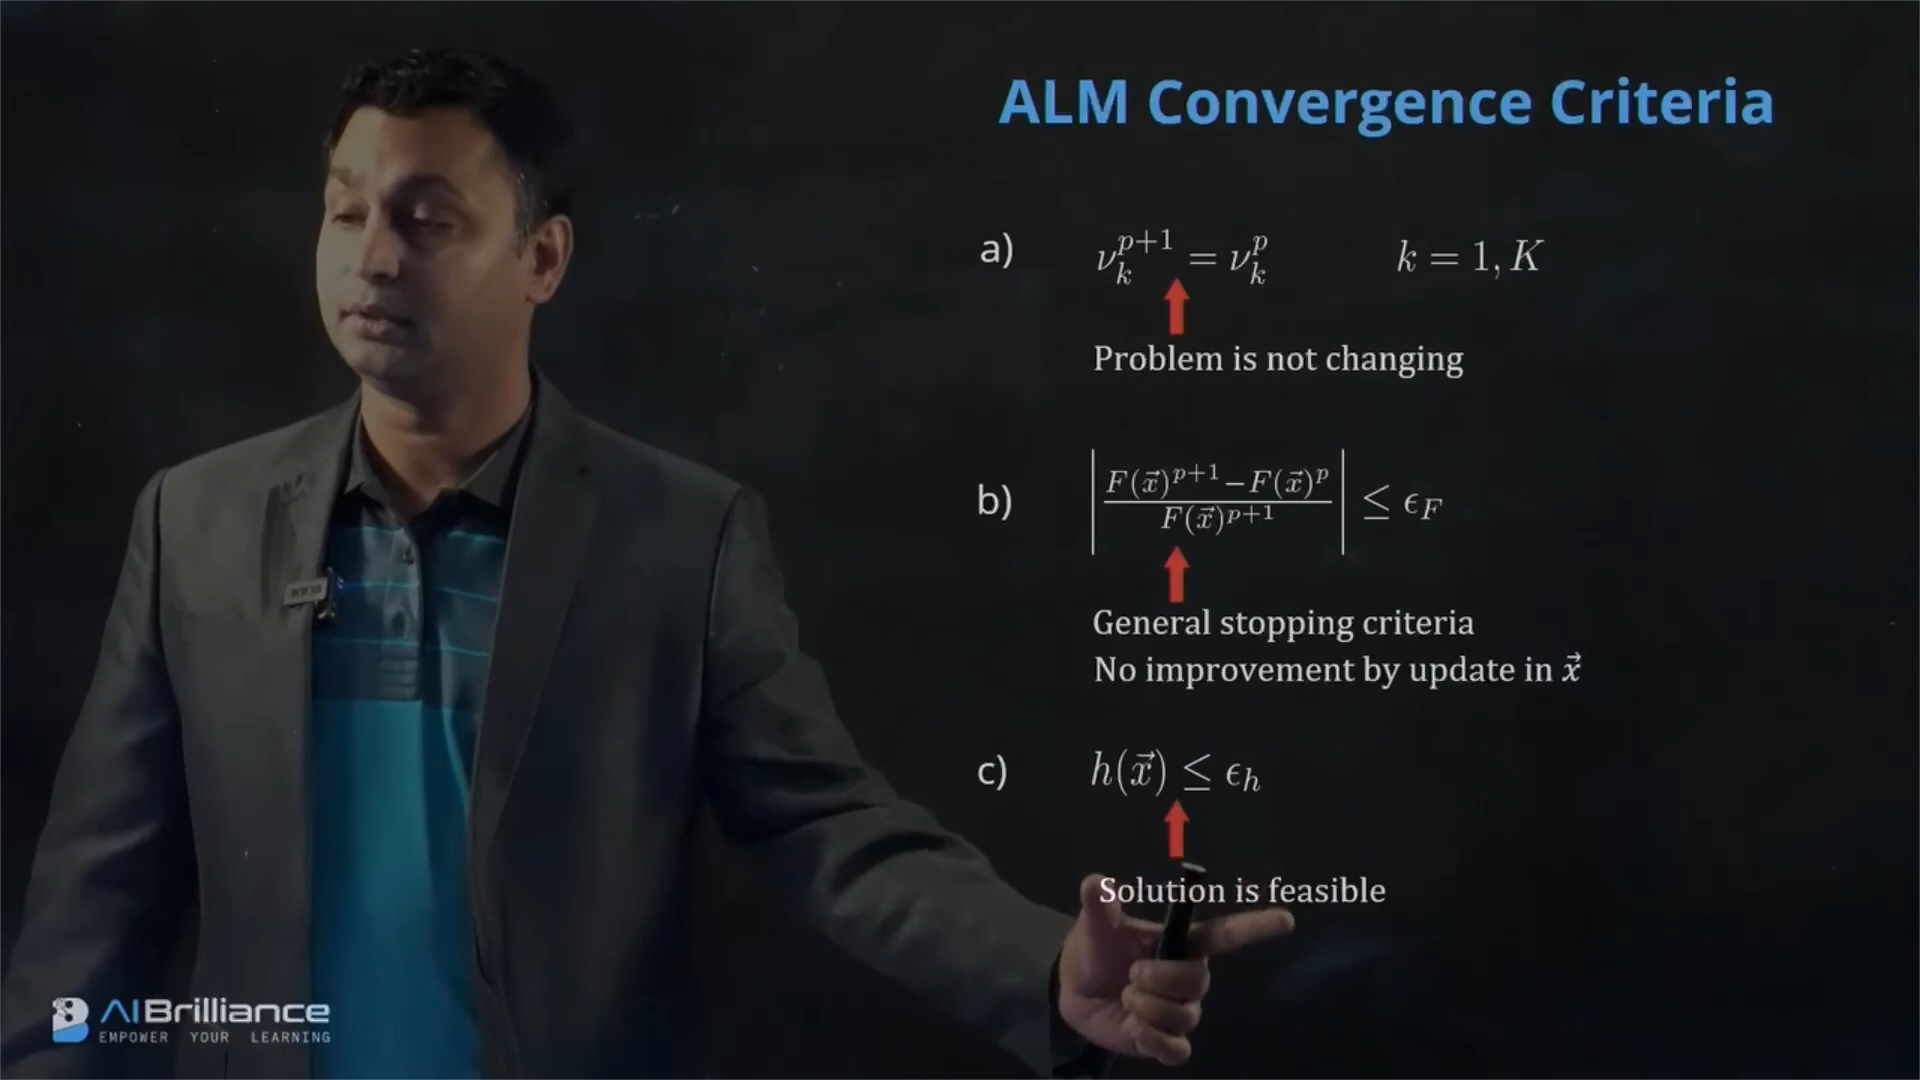 ALM Convergence Criteria
a) ν_k^{p+1} = ν_k^p k = 1, K
Problem is not changing
b) |(F(x⃗)^{p+1} − F(x⃗)^p) / F(x⃗)^{p+1}| ≤ ϵ_F
General stopping criteria
No improvement by update in x⃗
c) h(x⃗) ≤ ϵ_h
Solution is feasible
AIBrilliance
EMPOWER YOUR LEARNING